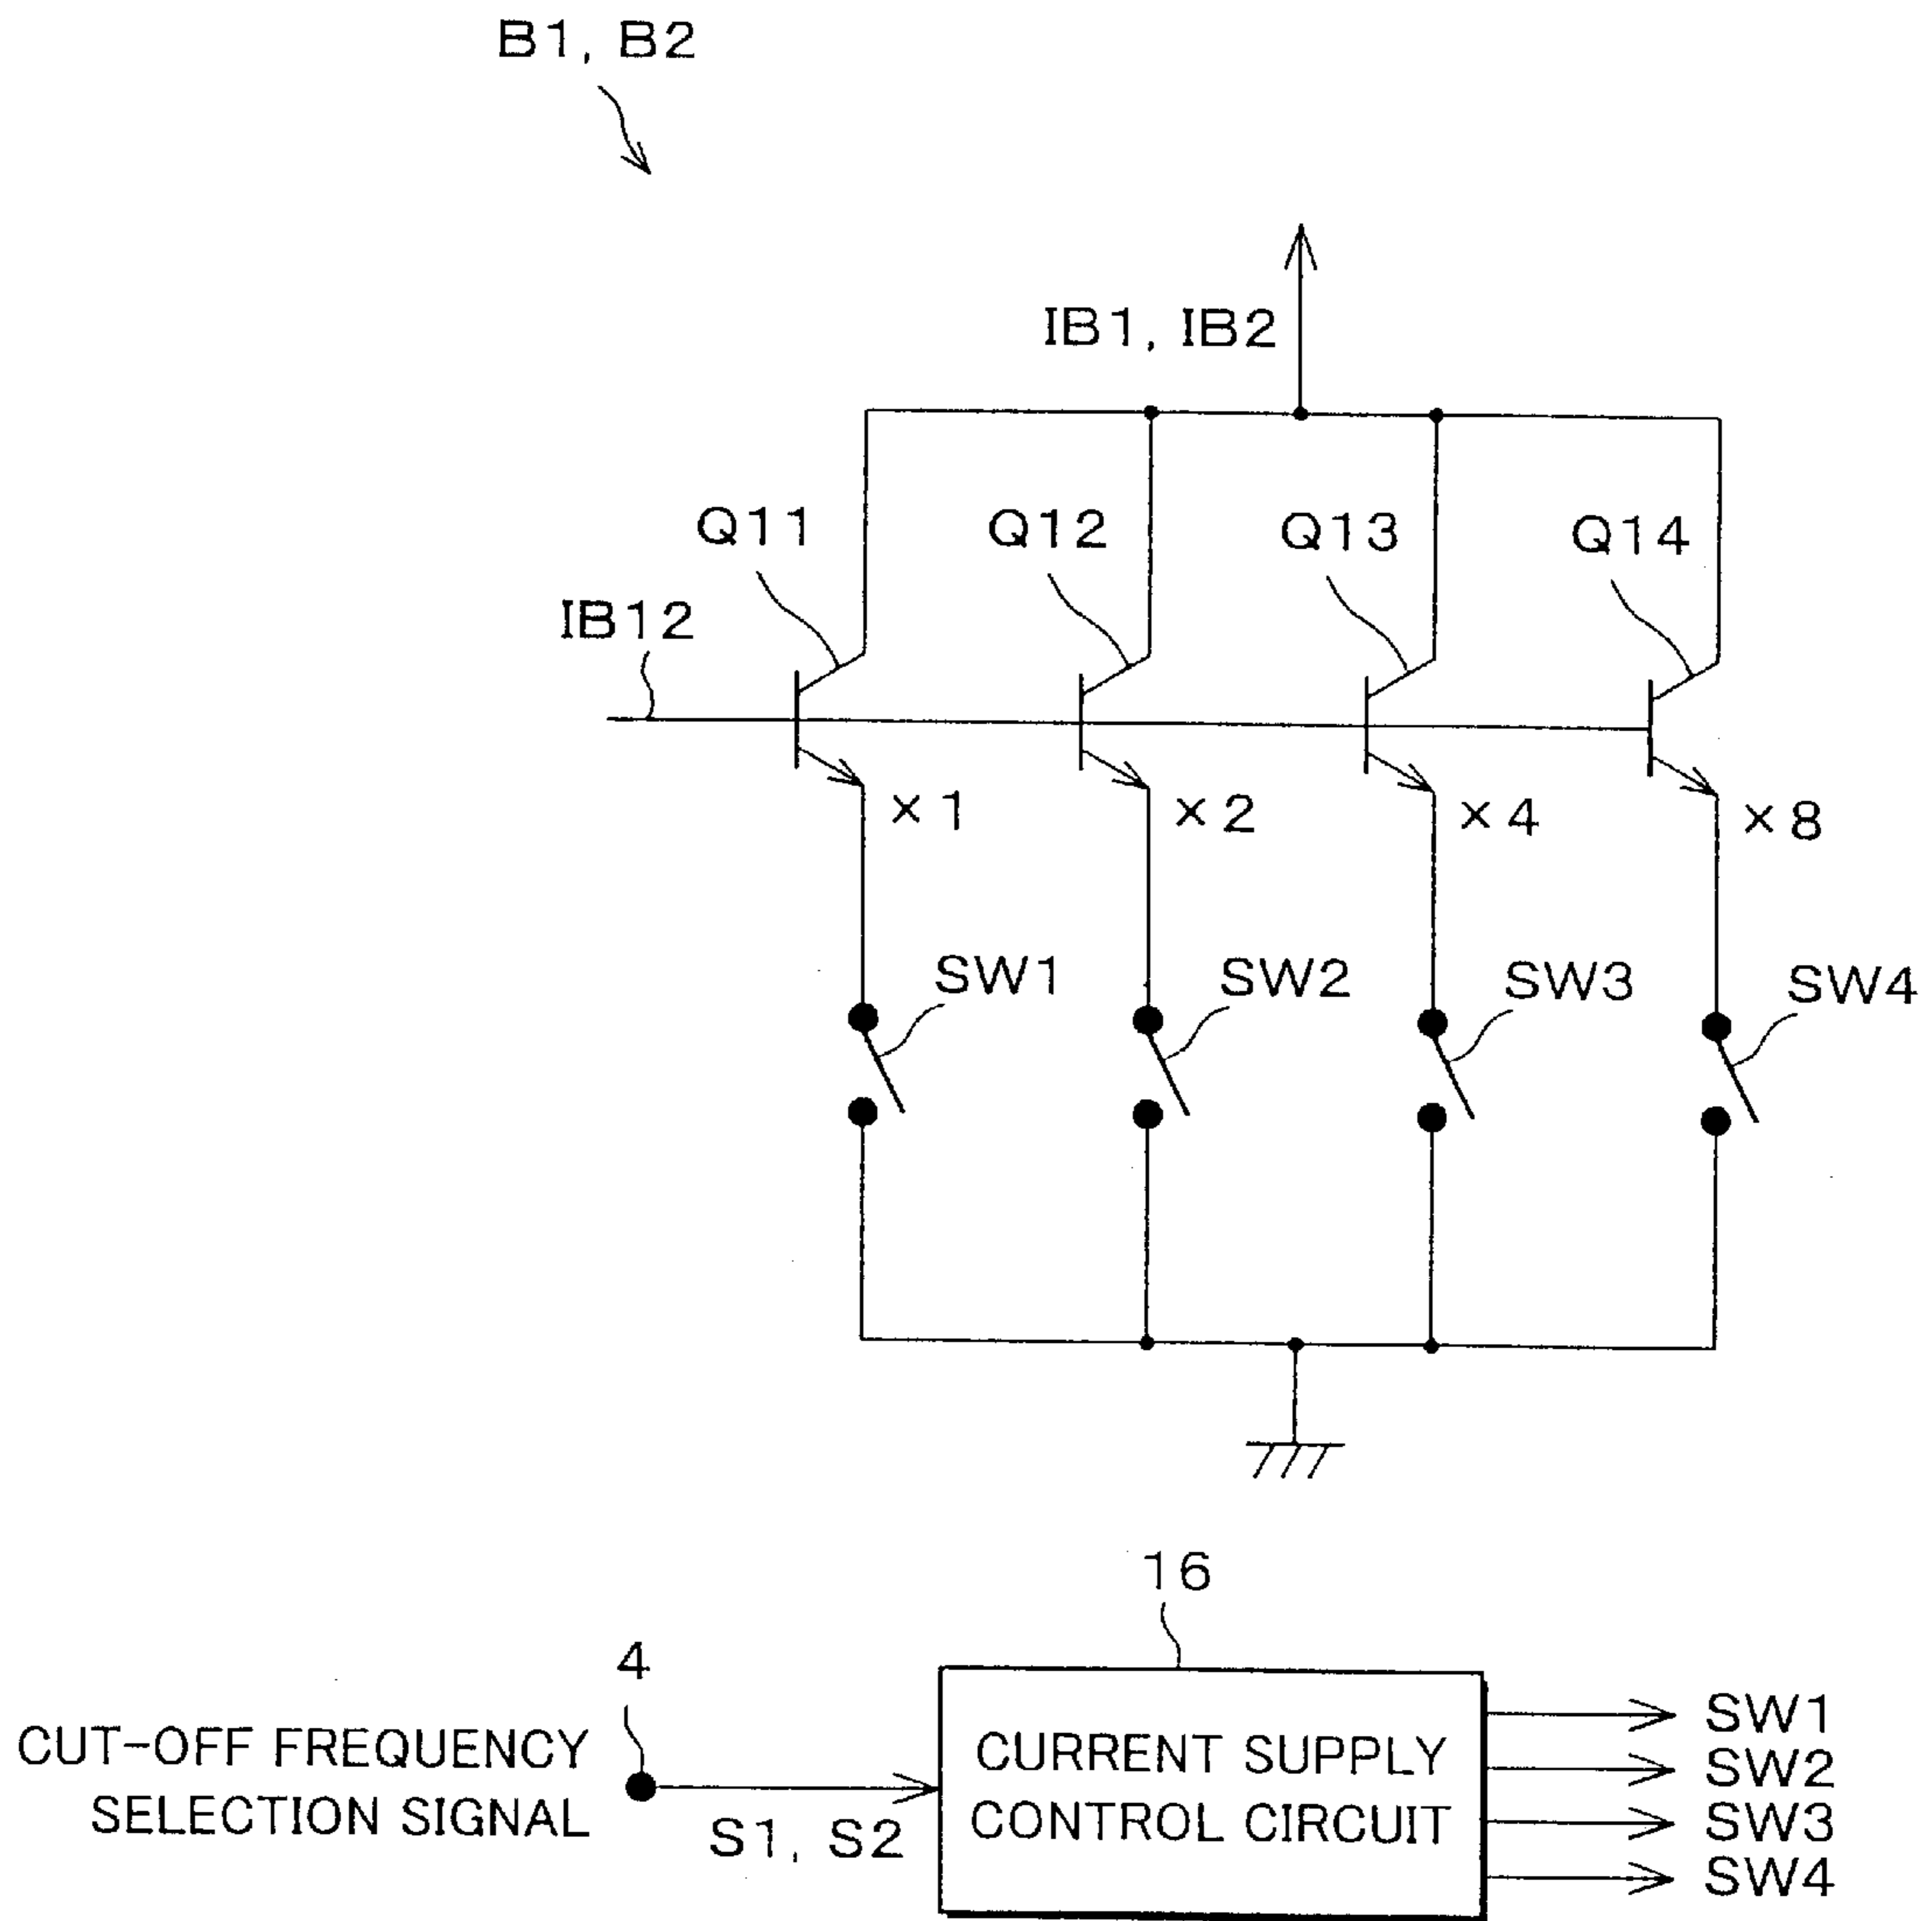 B1, B2
IB1, IB2
Q11
Q12
Q13
Q14
IB12
×1
×2
×4
×8
SW1
SW2
SW3
SW4
16
4
CUT-OFF FREQUENCY
SELECTION SIGNAL
S1, S2
CURRENT SUPPLY
CONTROL CIRCUIT
SW1
SW2
SW3
SW4